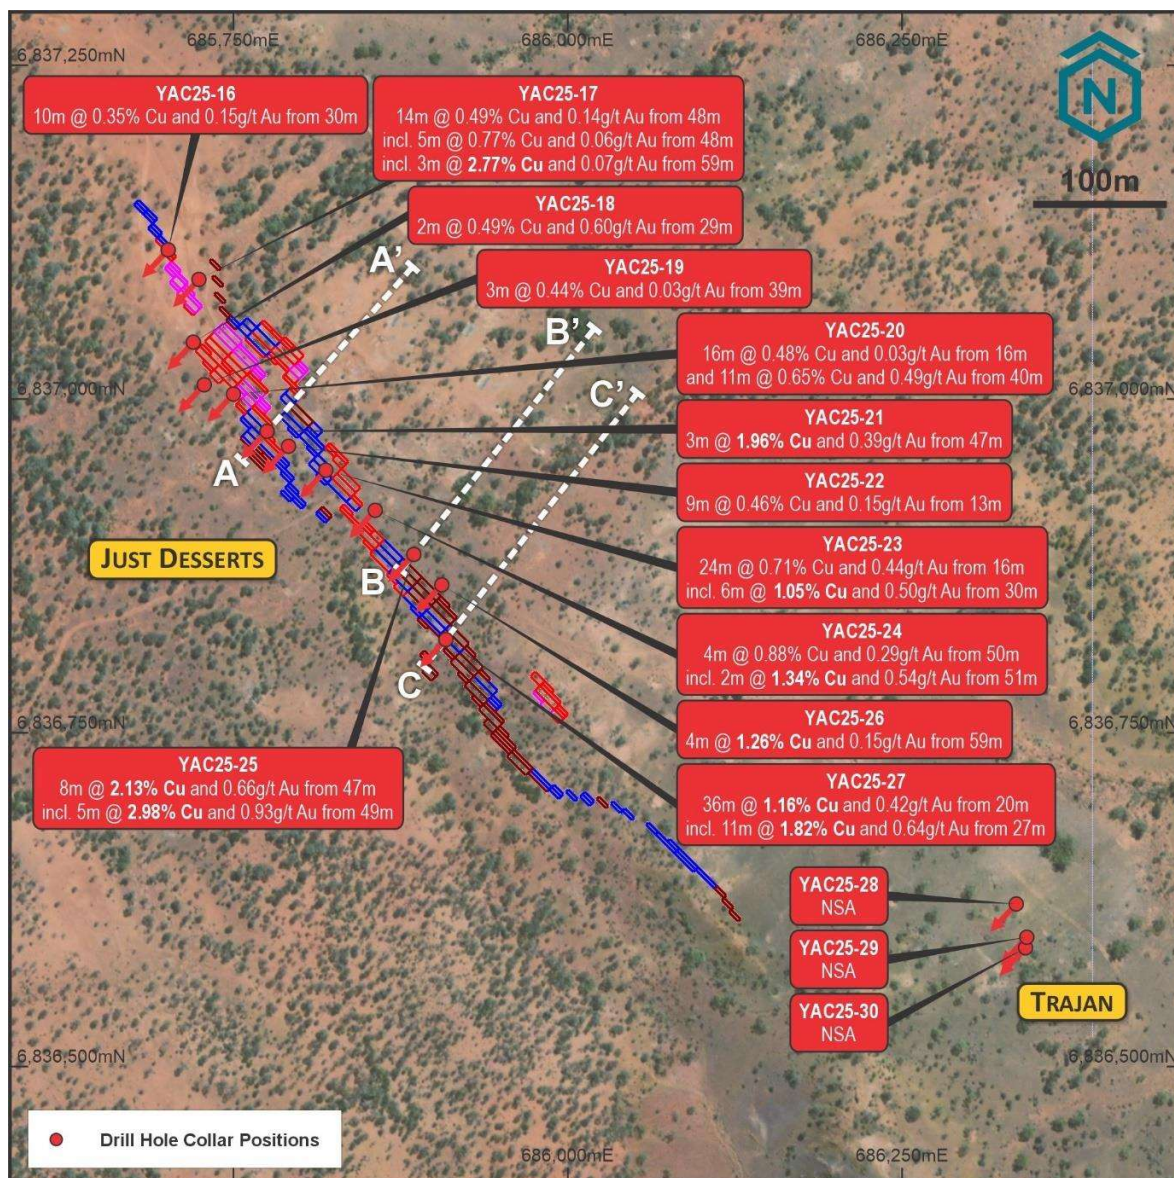 685,750mE
686,000mE
686,250mE
6,837,250mN
N
100m
YAC25-16
10m @ 0.35% Cu and 0.15g/t Au from 30m
YAC25-17
14m @ 0.49% Cu and 0.14g/t Au from 48m
incl. 5m @ 0.77% Cu and 0.06g/t Au from 48m
incl. 3m @ 2.77% Cu and 0.07g/t Au from 59m
YAC25-18
2m @ 0.49% Cu and 0.60g/t Au from 29m
YAC25-19
3m @ 0.44% Cu and 0.03g/t Au from 39m
A'
B'
C'
YAC25-20
16m @ 0.48% Cu and 0.03g/t Au from 16m
and 11m @ 0.65% Cu and 0.49g/t Au from 40m
6,837,000mN
6,837,000mN
YAC25-21
3m @ 1.96% Cu and 0.39g/t Au from 47m
A
YAC25-22
9m @ 0.46% Cu and 0.15g/t Au from 13m
JUST DESSERTS
YAC25-23
24m @ 0.71% Cu and 0.44g/t Au from 16m
incl. 6m @ 1.05% Cu and 0.50g/t Au from 30m
B
YAC25-24
4m @ 0.88% Cu and 0.29g/t Au from 50m
incl. 2m @ 1.34% Cu and 0.54g/t Au from 51m
C
YAC25-26
4m @ 1.26% Cu and 0.15g/t Au from 59m
6,836,750mN
6,836,750mN
YAC25-25
8m @ 2.13% Cu and 0.66g/t Au from 47m
incl. 5m @ 2.98% Cu and 0.93g/t Au from 49m
YAC25-27
36m @ 1.16% Cu and 0.42g/t Au from 20m
incl. 11m @ 1.82% Cu and 0.64g/t Au from 27m
YAC25-28
NSA
YAC25-29
NSA
YAC25-30
NSA
TRAJAN
6,836,500mN
6,836,500mN
Drill Hole Collar Positions
686,000mE
686,250mE